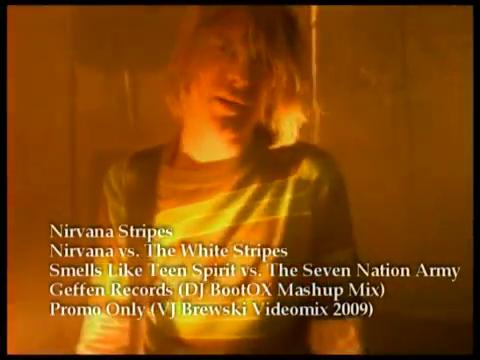 Nirvana Stripes
Nirvana vs. The White Stripes
Smells Like Teen Spirit vs. The Seven Nation Army
Geffen Records (DJ BootOX Mashup Mix)
Promo Only (VJ Brewski Videomix 2009)